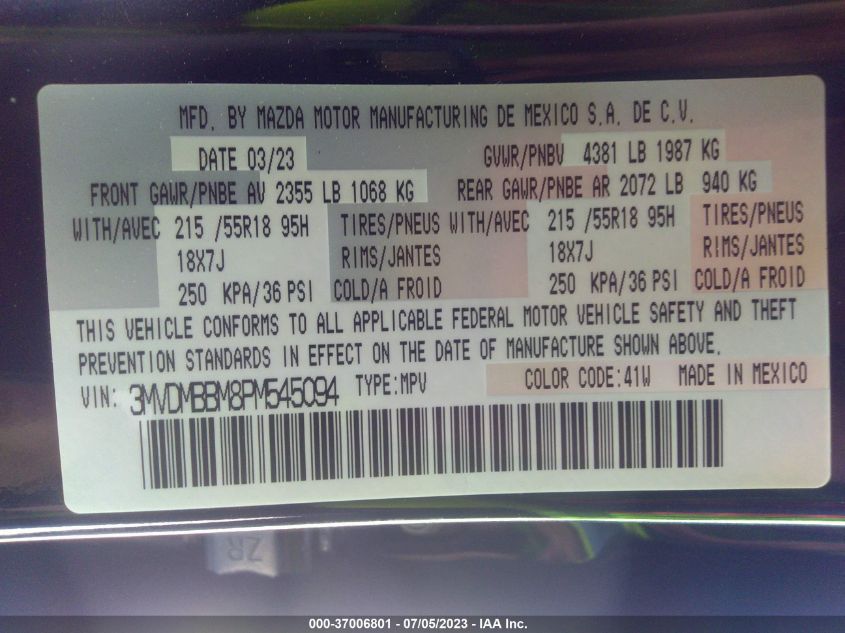 MFD. BY MAZDA MOTOR MANUFACTURING DE MEXICO S.A. DE C.V.
DATE 03/23 GVWR/PNBV 4381 LB 1987 KG
FRONT GAWR/PNBE AV 2355 LB 1068 KG REAR GAWR/PNBE AR 2072 LB 940 KG
WITH/AVEC 215 /55R18 95H TIRES/PNEUS WITH/AVEC 215 /55R18 95H TIRES/PNEUS
18X7J RIMS/JANTES 18X7J RIMS/JANTES
250 KPA/36 PSI COLD/A FROID 250 KPA/36 PSI COLD/A FROID
THIS VEHICLE CONFORMS TO ALL APPLICABLE FEDERAL MOTOR VEHICLE SAFETY AND THEFT
PREVENTION STANDARDS IN EFFECT ON THE DATE OF MANUFACTURE SHOWN ABOVE.
VIN: 3MVDMBBM8PM545094 TYPE:MPV COLOR CODE:41W MADE IN MEXICO
ZR
000-37006801 - 07/05/2023 - IAA Inc.